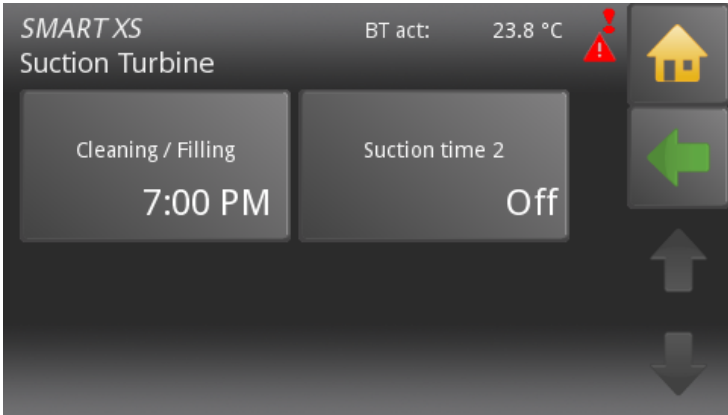 SMART XS
BT act: 23.8 °C
Suction Turbine
Cleaning / Filling
7:00 PM
Suction time 2
Off